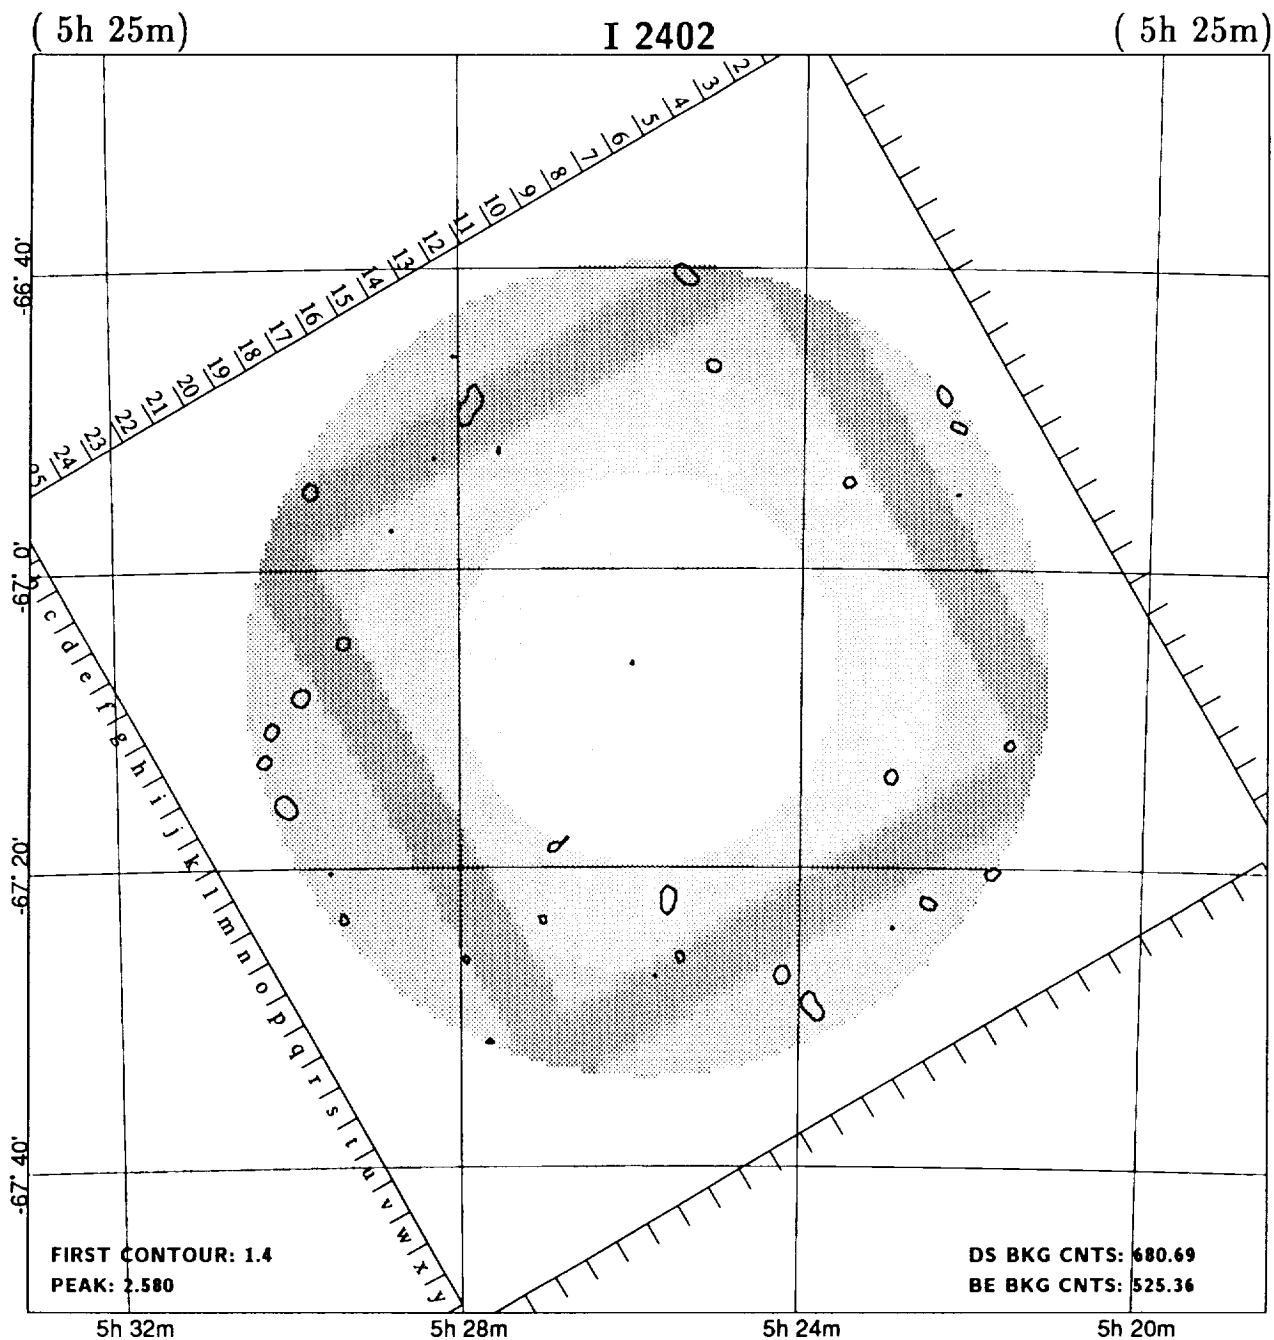 ( 5h 25m) I 2402 ( 5h 25m)
2
3
4
5
6
7
8
9
10
11
12
13
14
15
16
17
18
19
20
21
22
23
24
25
-66° 40'
-67° 0'
-67° 20'
-67° 40'
b
c
d
e
f
g
h
i
j
k
l
m
n
o
p
q
r
s
t
u
v
w
x
y
FIRST CONTOUR: 1.4
PEAK: 2.580
DS BKG CNTS: 680.69
BE BKG CNTS: 525.36
5h 32m 5h 28m 5h 24m 5h 20m